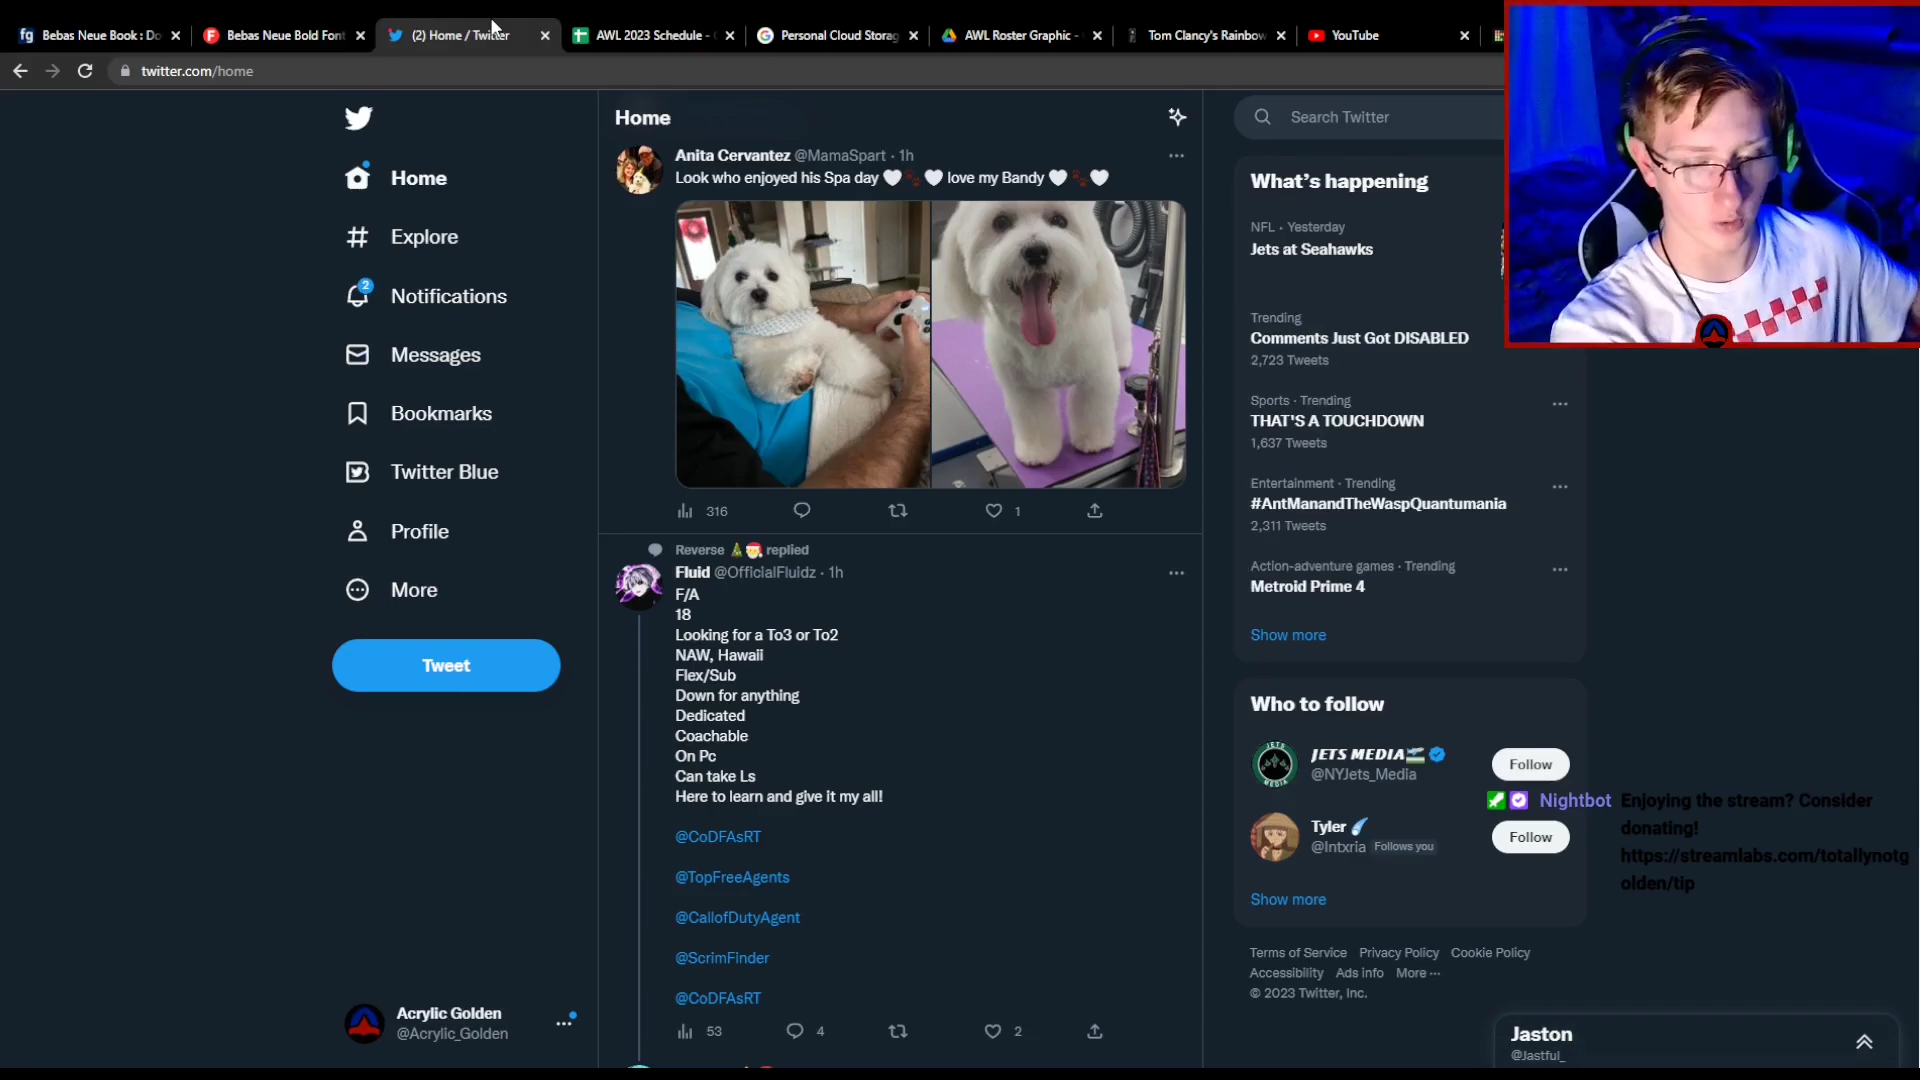 Bebas Neue Book : Do
Bebas Neue Bold Font
(2) Home / Twitter
AWL 2023 Schedule -
Personal Cloud Storag
AWL Roster Graphic -
Tom Clancy's Rainbow
YouTube
twitter.com/home
Home
Explore
2
Notifications
Messages
Bookmarks
Twitter Blue
Profile
More
Tweet
Acrylic Golden
@Acrylic_Golden
Home
Anita Cervantez @MamaSpart · 1h
Look who enjoyed his Spa day 🤍🐾🤍 love my Bandy 🤍🐾🤍
316
1
Reverse 🎄🎅 replied
Fluid @OfficialFluidz · 1h
F/A
18
Looking for a To3 or To2
NAW, Hawaii
Flex/Sub
Down for anything
Dedicated
Coachable
On Pc
Can take Ls
Here to learn and give it my all!
@CoDFAsRT
@TopFreeAgents
@CallofDutyAgent
@ScrimFinder
@CoDFAsRT
53
4
2
Search Twitter
What's happening
NFL · Yesterday
Jets at Seahawks
Trending
Comments Just Got DISABLED
2,723 Tweets
Sports · Trending
THAT'S A TOUCHDOWN
1,637 Tweets
Entertainment · Trending
#AntManandTheWaspQuantumania
2,311 Tweets
Action-adventure games · Trending
Metroid Prime 4
Show more
Who to follow
JETS MEDIA
@NYJets_Media
Follow
Tyler
@Intxria Follows you
Follow
Show more
Terms of Service Privacy Policy Cookie Policy
Accessibility Ads info More ···
© 2023 Twitter, Inc.
Nightbot Enjoying the stream? Consider
donating!
https://streamlabs.com/totallynotg
olden/tip
Jaston
@Jastful_